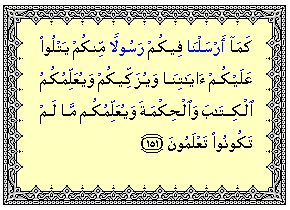 كَمَآ أَرْسَلْنَا فِيكُمْ رَسُولًا مِّنكُمْ يَتْلُوا۟
عَلَيْكُمْ ءَايَٰتِنَا وَيُزَكِّيكُمْ وَيُعَلِّمُكُمُ
ٱلْكِتَٰبَ وَٱلْحِكْمَةَ وَيُعَلِّمُكُم مَّا لَمْ
تَكُونُوا۟ تَعْلَمُونَ ١٥١